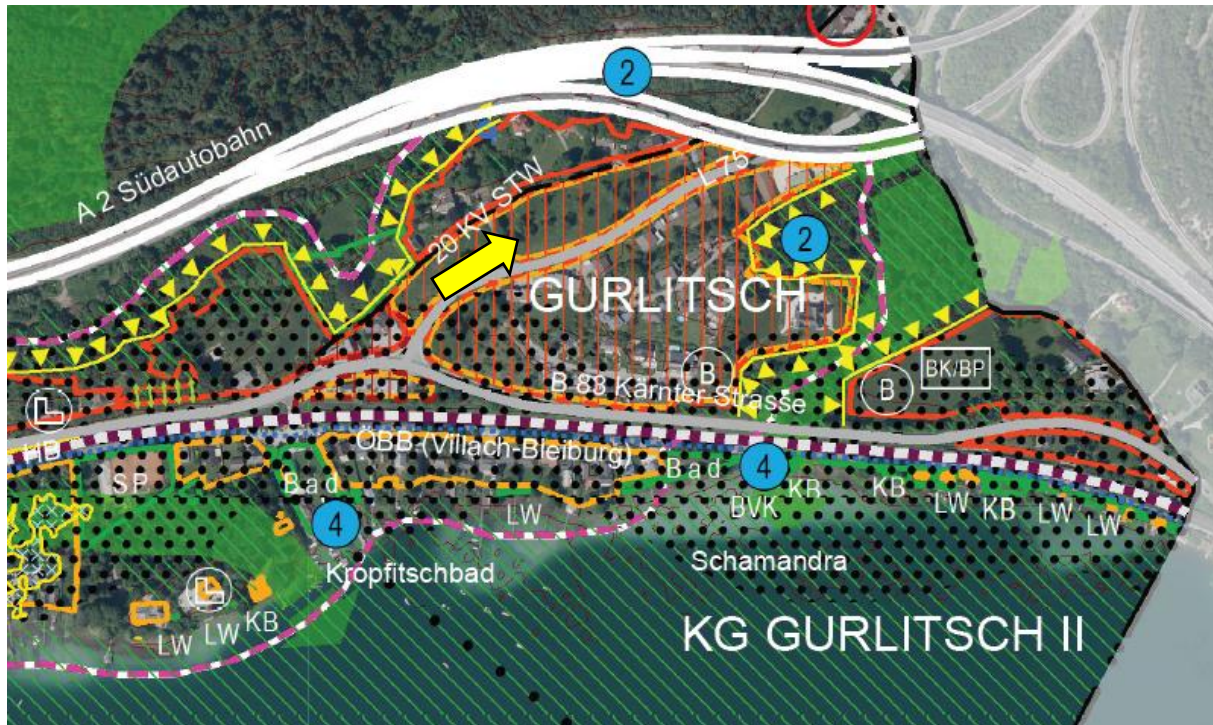 2
A 2 Südautobahn
20 KV STW
L 75
2
GURLITSCH
B
B 83 Kärnter-Strasse
B
BK/BP
HB
ÖBB (Villach-Bleiburg)
SP
Bad
Bad
4
BVK
KB
KB
LW
KB
LW
LW
LW
4
Kropfitschbad
Schamandra
LW
LW
KB
KG GURLITSCH II